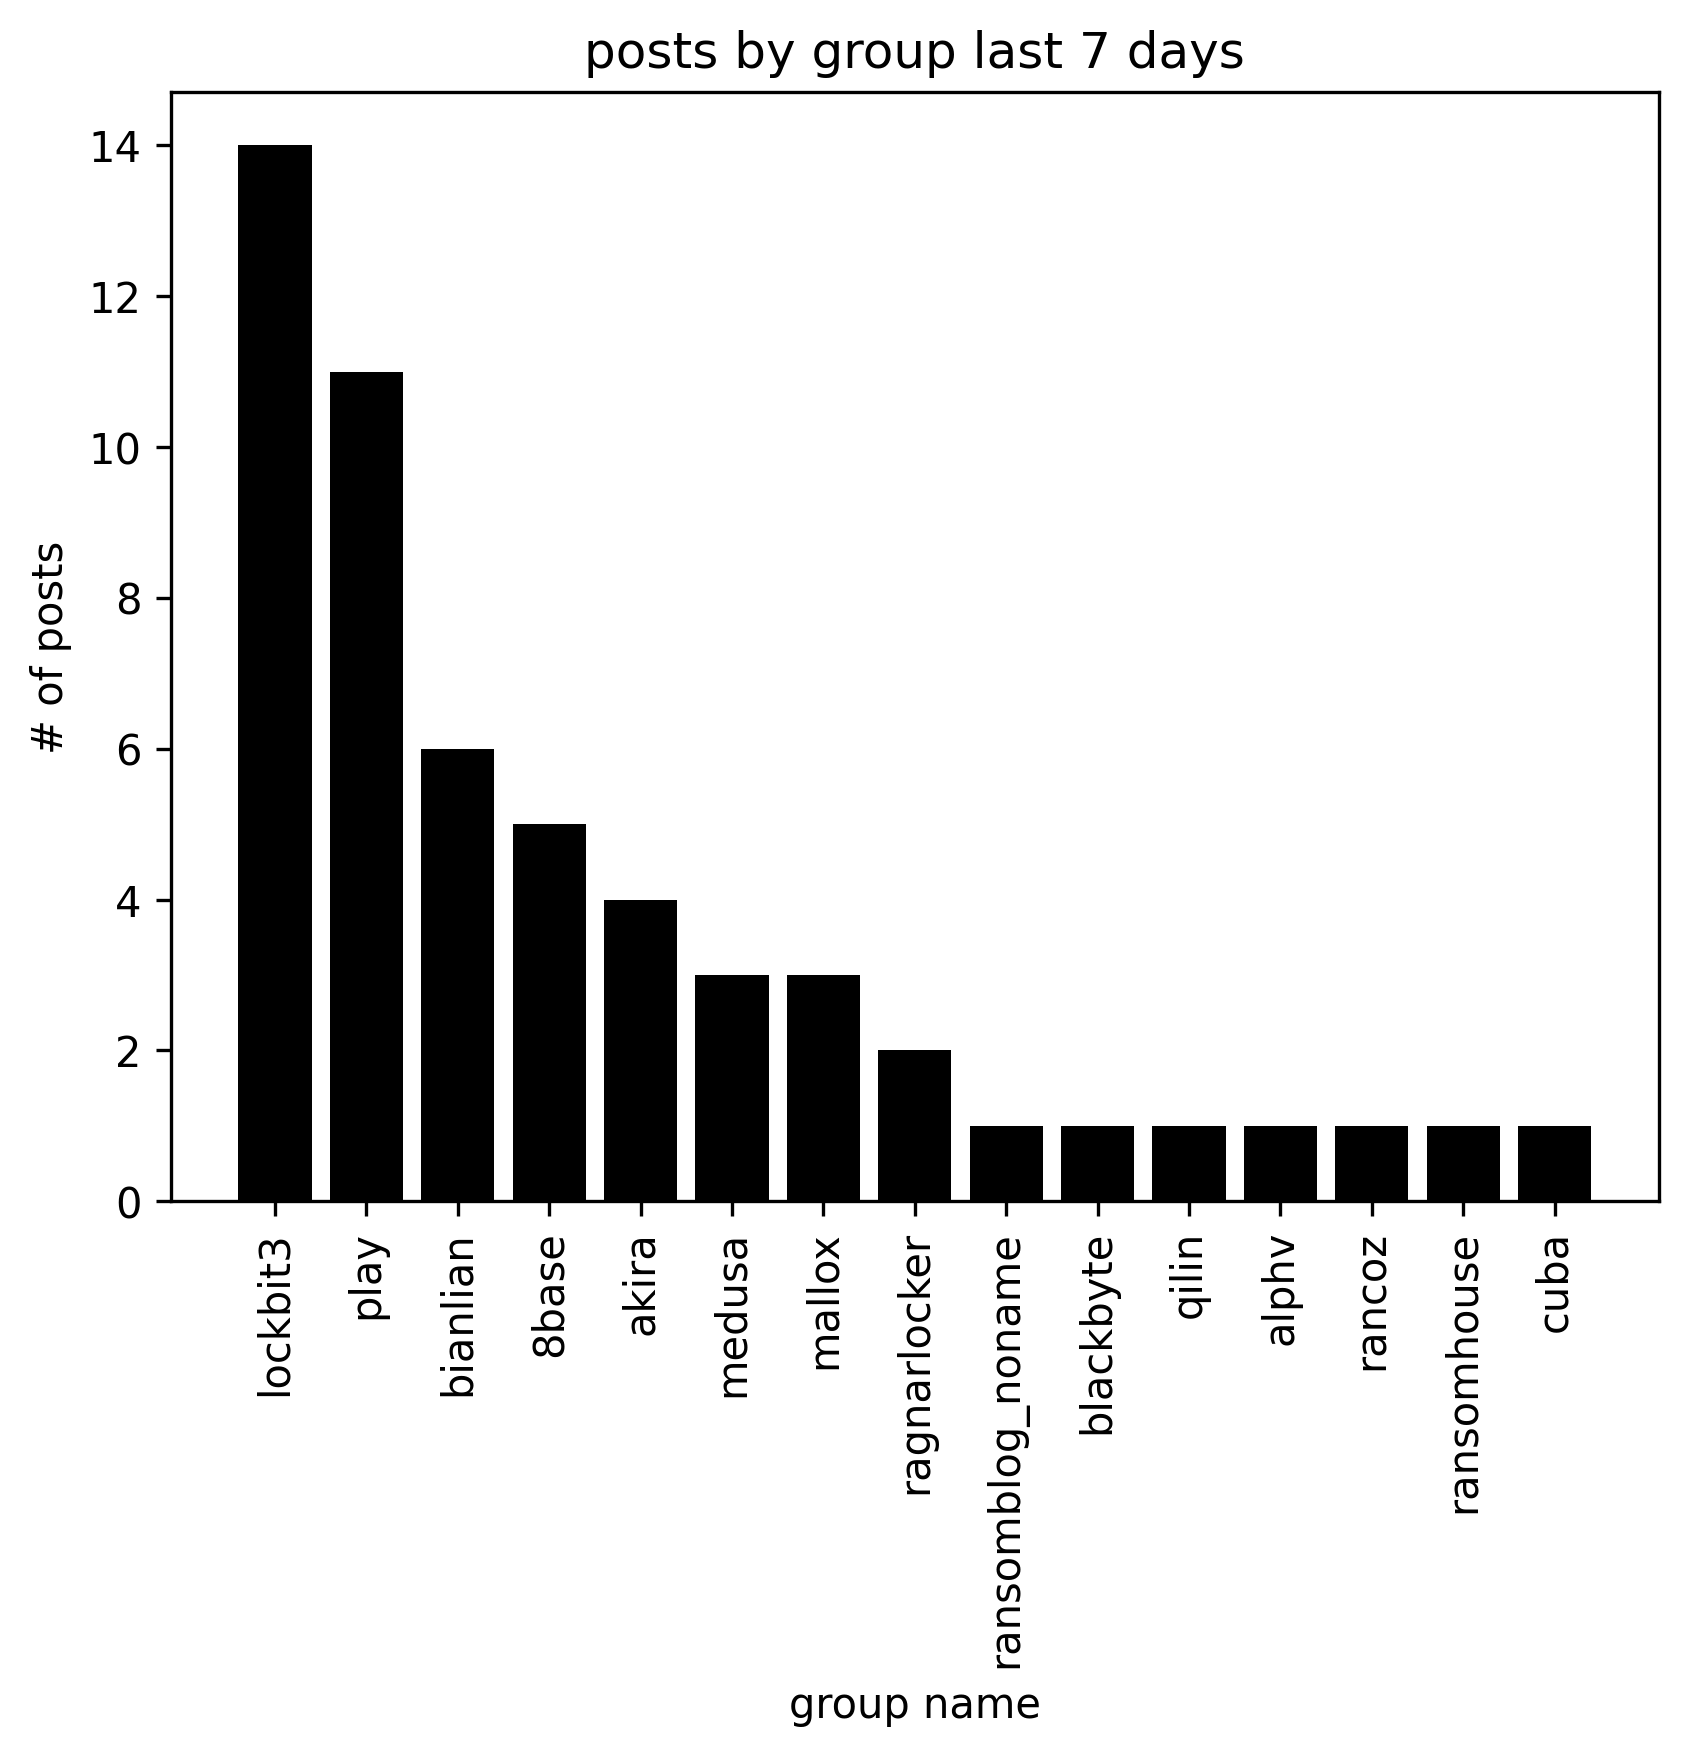 posts by group last 7 days
# of posts
14
12
10
8
6
4
2
0
lockbit3
play
bianlian
8base
akira
medusa
mallox
ragnarlocker
ransomblog_noname
blackbyte
qilin
alphv
rancoz
ransomhouse
cuba
group name